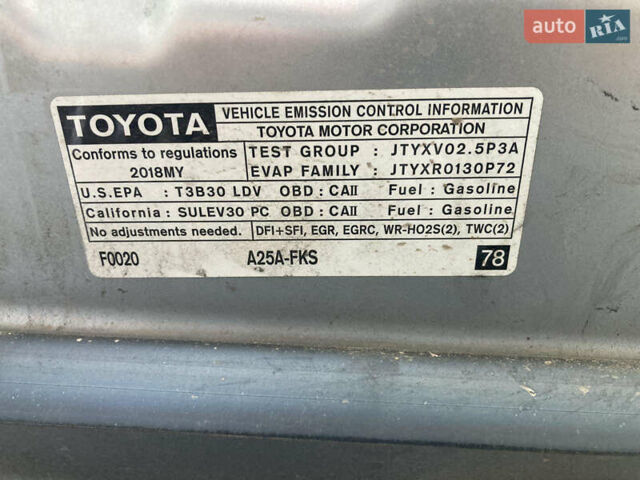 auto RIA.com
TOYOTA
VEHICLE EMISSION CONTROL INFORMATION
TOYOTA MOTOR CORPORATION
Conforms to regulations
2018MY
TEST GROUP : JTYXV02.5P3A
EVAP FAMILY : JTYXR0130P72
U.S.EPA : T3B30 LDV OBD : CAII Fuel : Gasoline
California : SULEV30 PC OBD : CAII Fuel : Gasoline
No adjustments needed. DFI+SFI, EGR, EGRC, WR-HO2S(2), TWC(2)
F0020 A25A-FKS 78